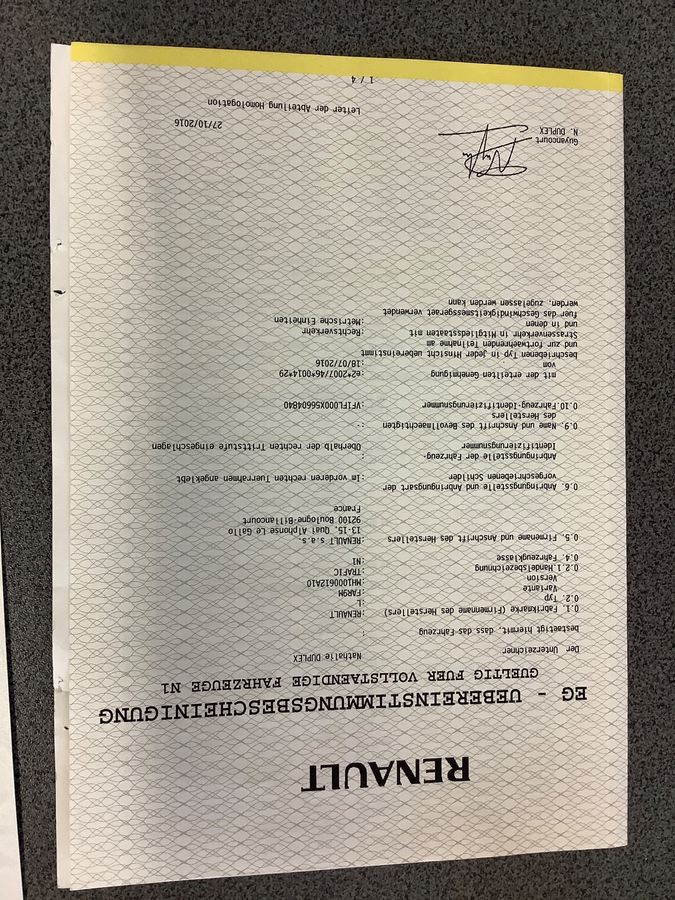 RENAULT
EG - UEBEREINSTIMMUNGSBESCHEINIGUNG
GUELTIG FUER VOLLSTAENDIGE FAHRZEUGE N1
Der Unterzeichner Nathalie DUPLEX
bestaetigt hiermit, dass das Fahrzeug :
0.1. Fabrikmarke (Firmenname des Herstellers) :RENAULT
0.2. Typ :L
Variante :FAR9M
Version :MH1000612A10
0.2.1.Handelsbezeichnung :TRAFIC
0.4. Fahrzeugklasse :N1
0.5. Firmename und Anschrift des Herstellers :RENAULT s.a.s.
13-15, Quai Alphonse Le Gallo
92100 Boulogne-Billancourt
France
0.6. Anbringungsstelle und Anbringungsart der
vorgeschriebenen Schilder :Im vorderen rechten Tuerrahmen angeklebt
Anbringungsstelle der Fahrzeug- :
Identifizierungsnummer Oberhalb der rechten Trittstufe eingeschlagen
0.9. Name und Anschrift des Bevollmaechtigten :-
des Herstellers
0.10.Fahrzeug-Identifizierungsnummer :VF1FL000X56604840
mit der erteilten Genehmigung :e2*2007/46*0014*29
vom :18/07/2016
beschriebenen Typ in jeder Hinsicht uebereinstimmt
und zur fortwaehrenden Teilnahme am
Strassenverkehr in Mitgliedsstaaten mit :Rechtsverkehr
und in denen :Metrische Einheiten
fuer das Geschwindigkeitsmessgeraet verwendet
werden, zugelassen werden kann
Guyancourt 27/10/2016
N. DUPLEX
Leiter der Abteilung Homologation
1 / 4